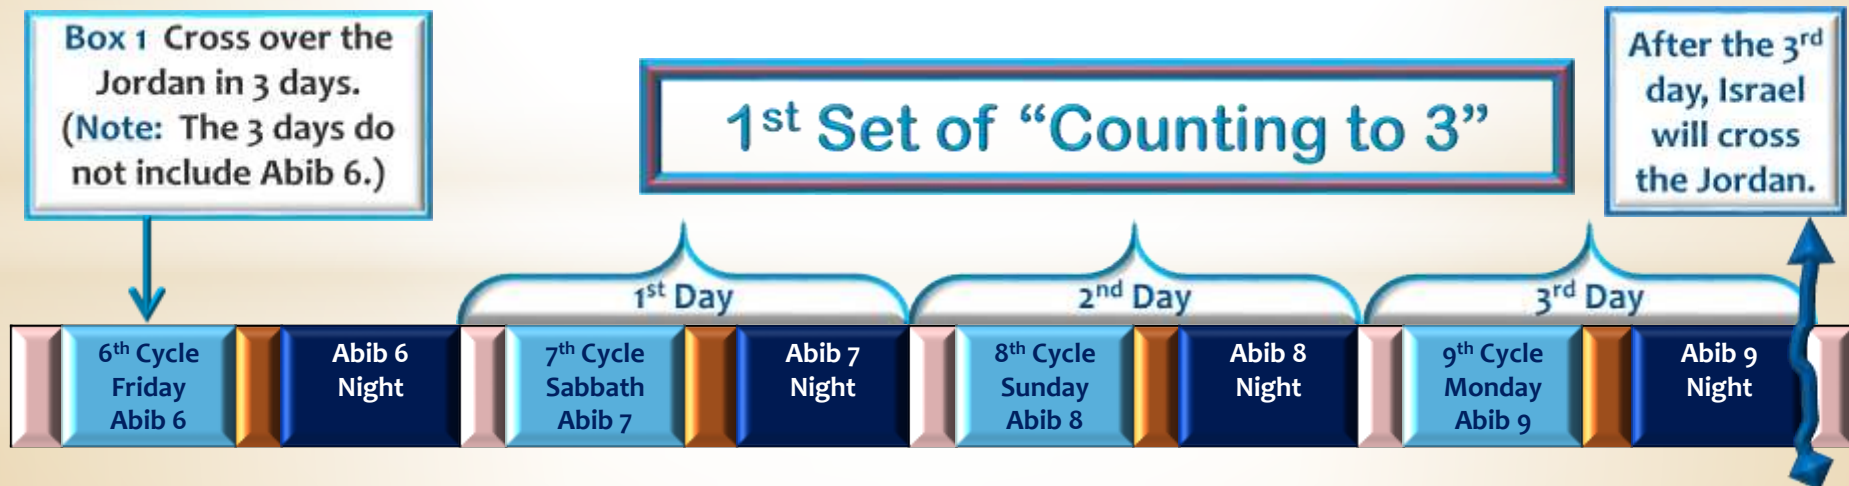 Box 1 Cross over the
Jordan in 3 days.
(Note: The 3 days do
not include Abib 6.)
1st Set of “Counting to 3”
After the 3rd
day, Israel
will cross
the Jordan.
1st Day
2nd Day
3rd Day
6th Cycle
Friday
Abib 6
Abib 6
Night
7th Cycle
Sabbath
Abib 7
Abib 7
Night
8th Cycle
Sunday
Abib 8
Abib 8
Night
9th Cycle
Monday
Abib 9
Abib 9
Night